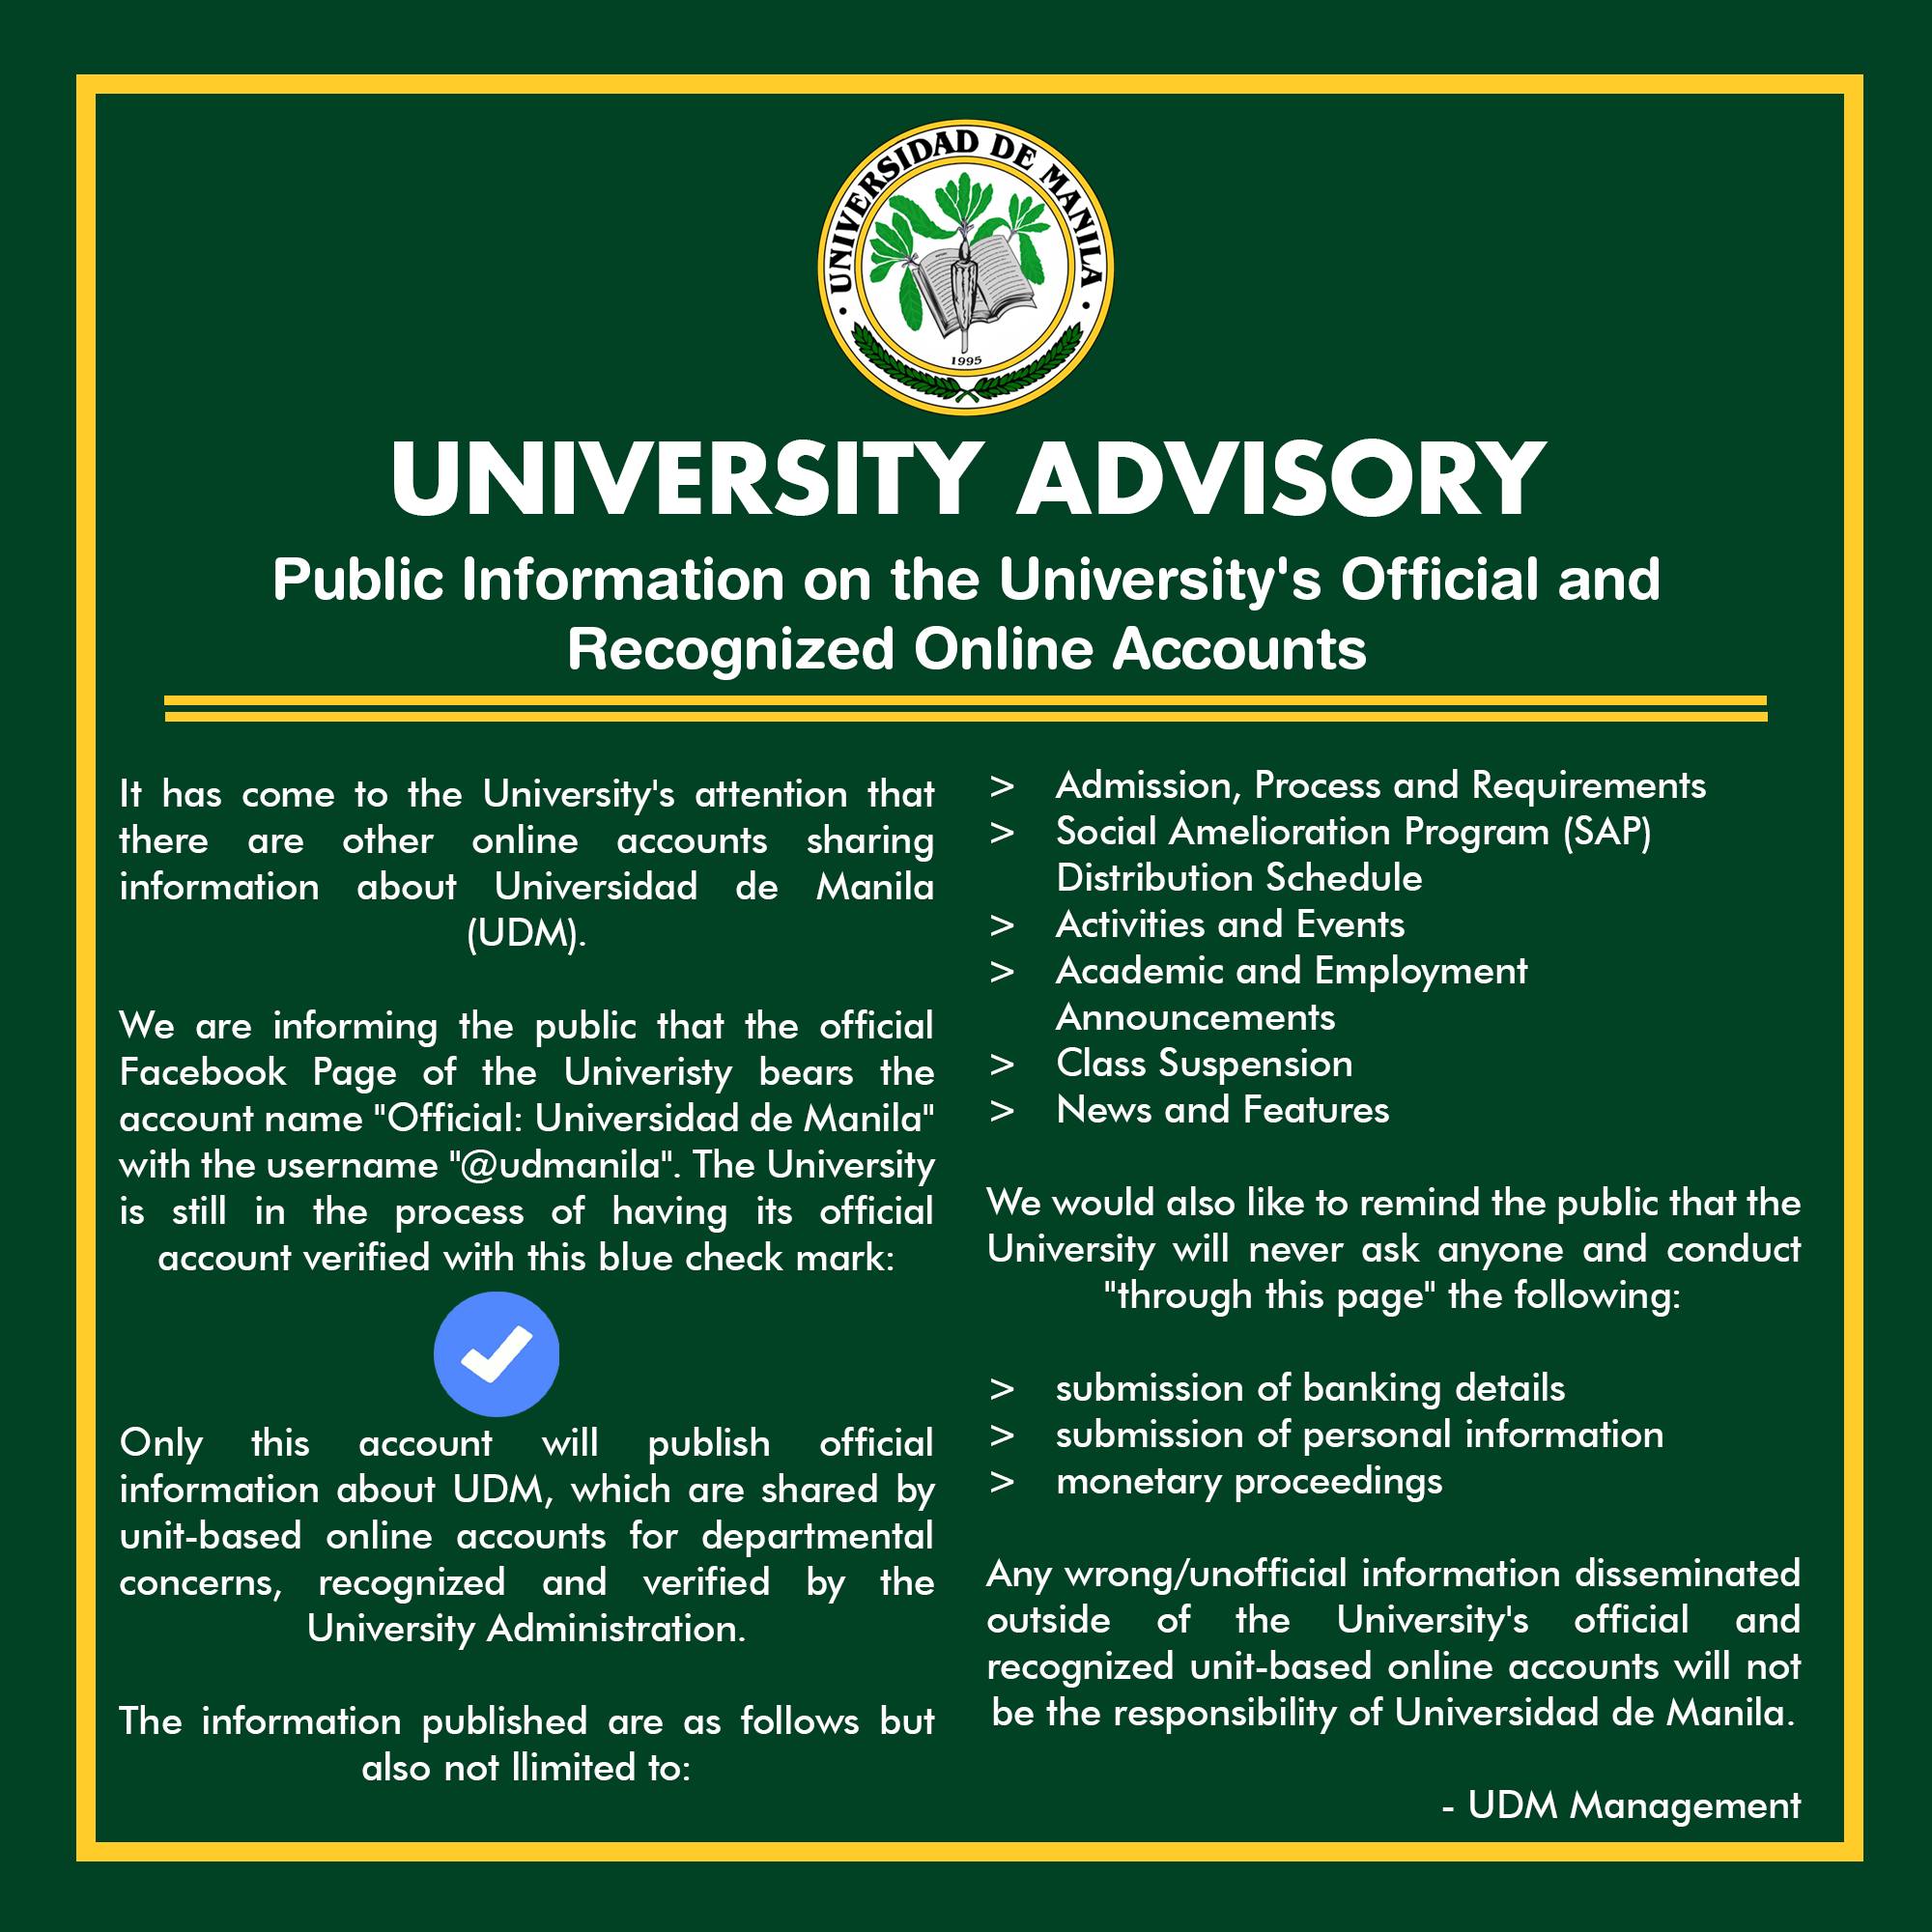 UNIVERSIDAD DE MANILA
1995
UNIVERSITY ADVISORY
Public Information on the University's Official and
Recognized Online Accounts
It has come to the University's attention that
there are other online accounts sharing
information about Universidad de Manila
(UDM).
We are informing the public that the official
Facebook Page of the Univeristy bears the
account name "Official: Universidad de Manila"
with the username "@udmanila". The University
is still in the process of having its official
account verified with this blue check mark:
Only this account will publish official
information about UDM, which are shared by
unit-based online accounts for departmental
concerns, recognized and verified by the
University Administration.
The information published are as follows but
also not llimited to:
> Admission, Process and Requirements
> Social Amelioration Program (SAP)
Distribution Schedule
> Activities and Events
> Academic and Employment
Announcements
> Class Suspension
> News and Features
We would also like to remind the public that the
University will never ask anyone and conduct
"through this page" the following:
> submission of banking details
> submission of personal information
> monetary proceedings
Any wrong/unofficial information disseminated
outside of the University's official and
recognized unit-based online accounts will not
be the responsibility of Universidad de Manila.
- UDM Management